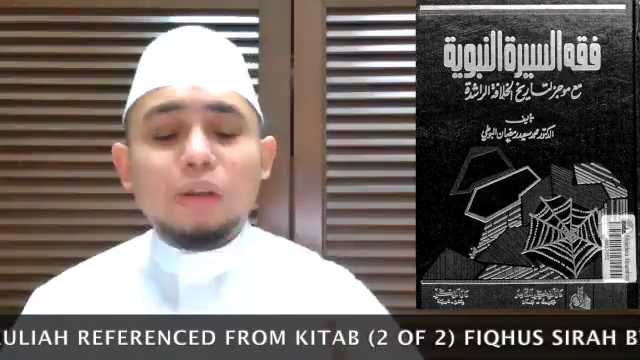 فقه السيرة النبوية
مع موجز لتاريخ الخلافة الراشدة
تأليف
الدكتور محمد سعيد رمضان البوطي
KULIAH REFERENCED FROM KITAB (2 OF 2) FIQHUS SIRAH B